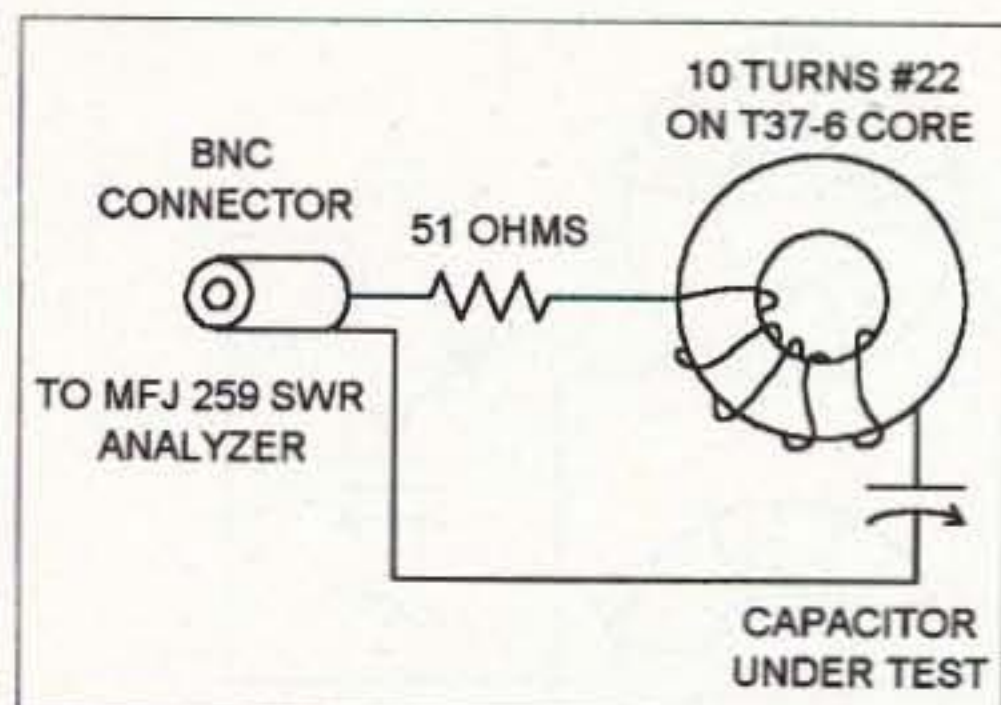 10 TURNS #22
ON T37-6 CORE
BNC
CONNECTOR
51 OHMS
TO MFJ 259 SWR
ANALYZER
CAPACITOR
UNDER TEST